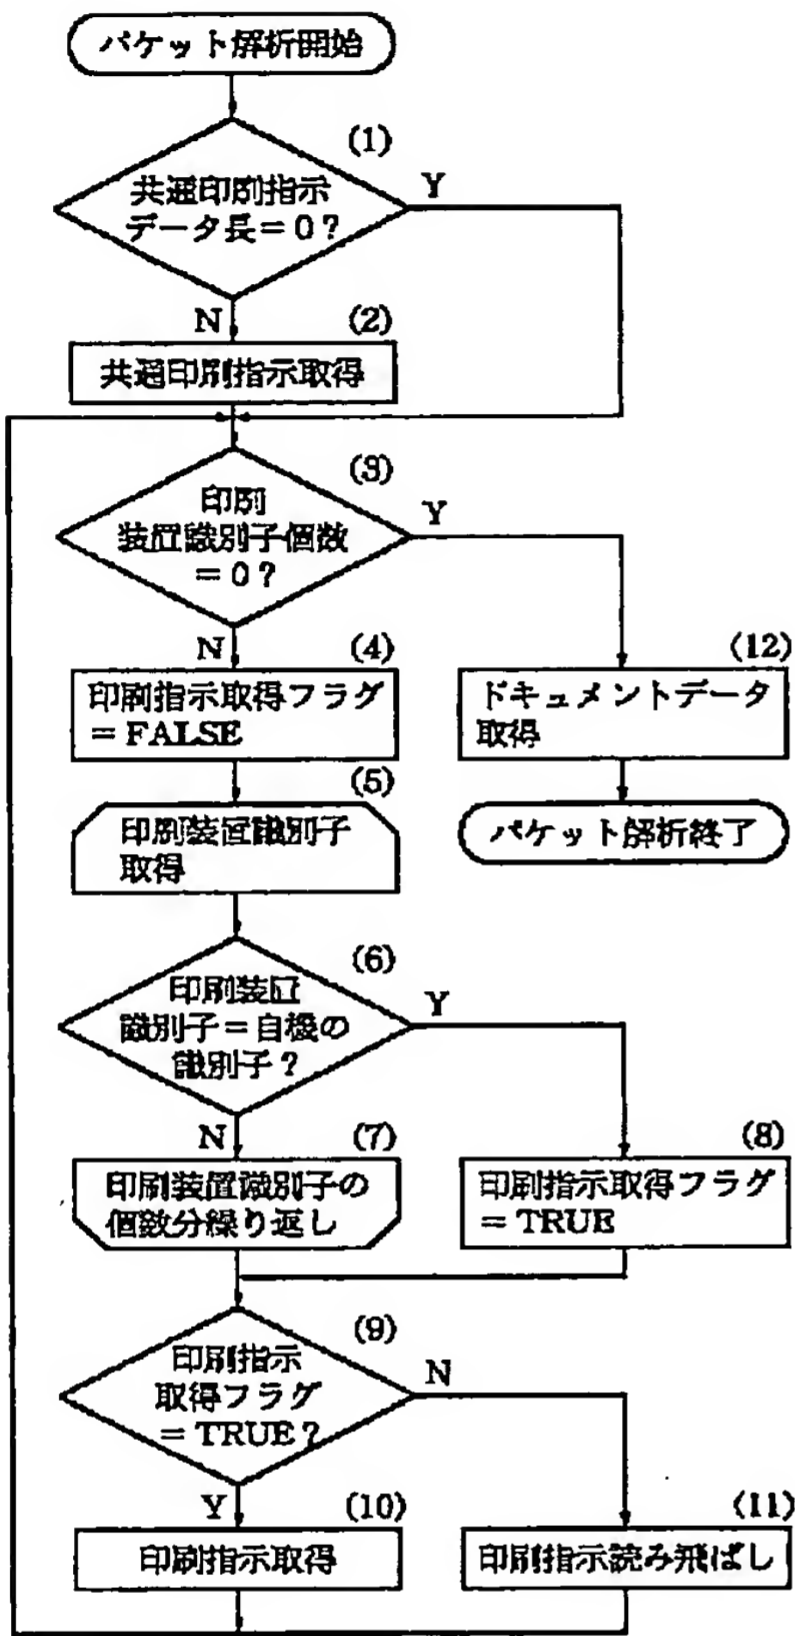 パケット解析開始
(1)
共通印刷指示
データ長=0?
Y
N
(2)
共通印刷指示取得
(3)
印刷
装置識別子個数
=0?
Y
N
(4)
印刷指示取得フラグ
=FALSE
(12)
ドキュメントデータ
取得
(5)
印刷装置識別子
取得
パケット解析終了
(6)
印刷装置
識別子=自機の
識別子?
Y
N
(7)
印刷装置識別子の
個数分繰り返し
(8)
印刷指示取得フラグ
=TRUE
(9)
印刷指示
取得フラグ
=TRUE?
N
Y
(10)
印刷指示取得
(11)
印刷指示読み飛ばし